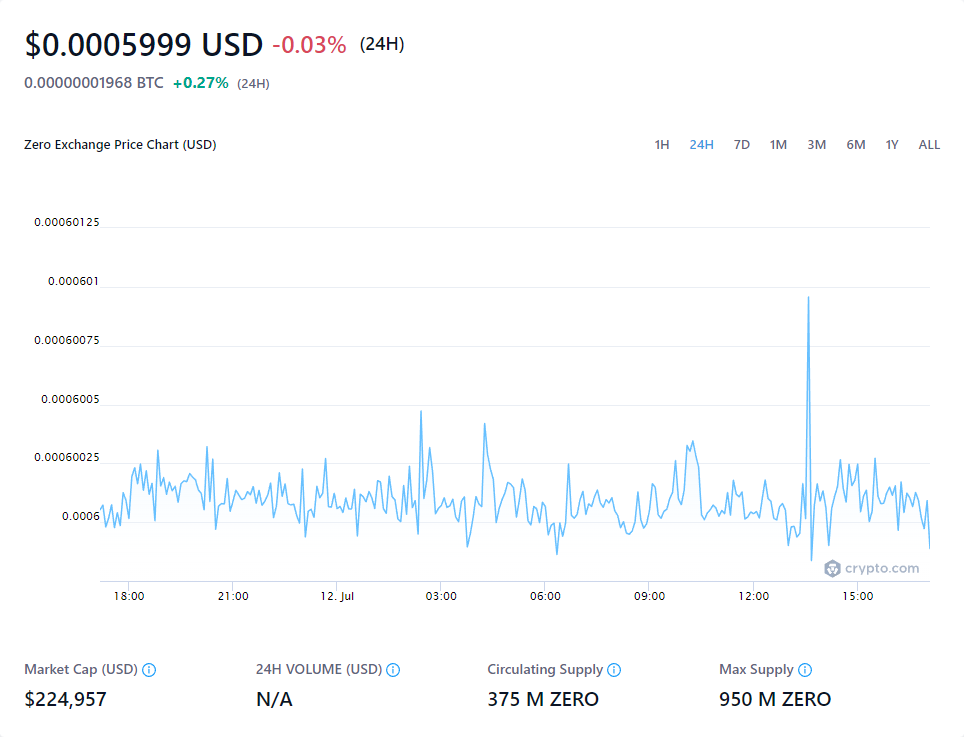 $0.0005999 USD -0.03% (24H)
0.00000001968 BTC +0.27% (24H)
Zero Exchange Price Chart (USD) 1H 24H 7D 1M 3M 6M 1Y ALL
0.00060125
0.000601
0.00060075
0.0006005
0.00060025
0.0006
crypto.com
18:00 21:00 12. Jul 03:00 06:00 09:00 12:00 15:00
Market Cap (USD) 24H VOLUME (USD) Circulating Supply Max Supply
$224,957 N/A 375 M ZERO 950 M ZERO